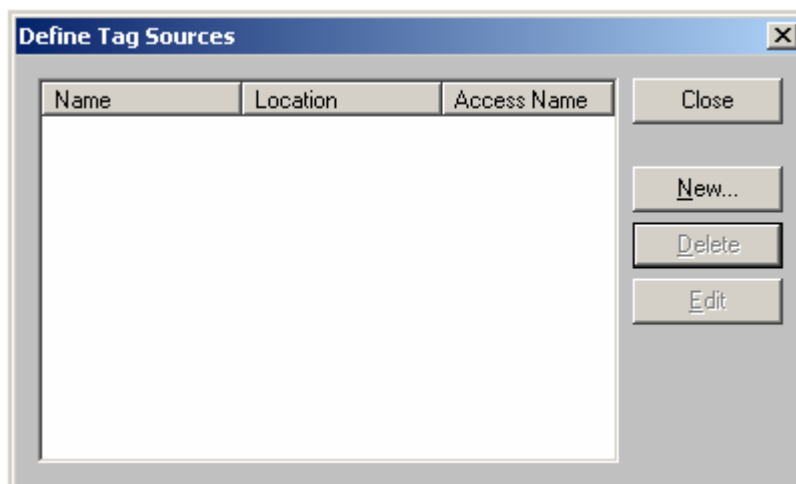 Define Tag Sources
Name Location Access Name
Close
New...
Delete
Edit